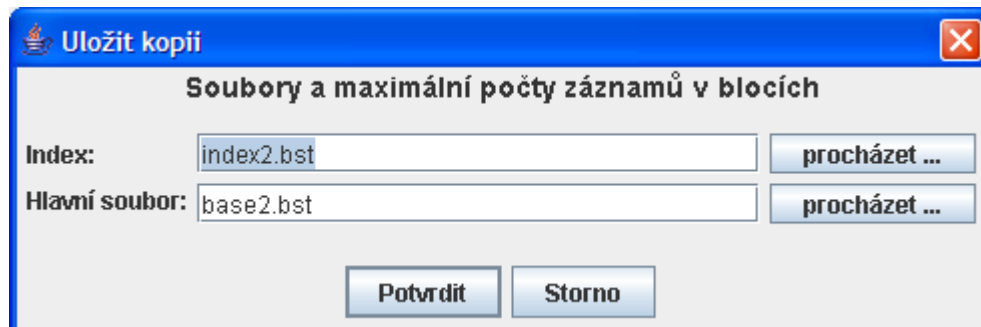 Uložit kopii
Soubory a maximální počty záznamů v blocích
Index: index2.bst procházet ...
Hlavní soubor: base2.bst procházet ...
Potvrdit Storno